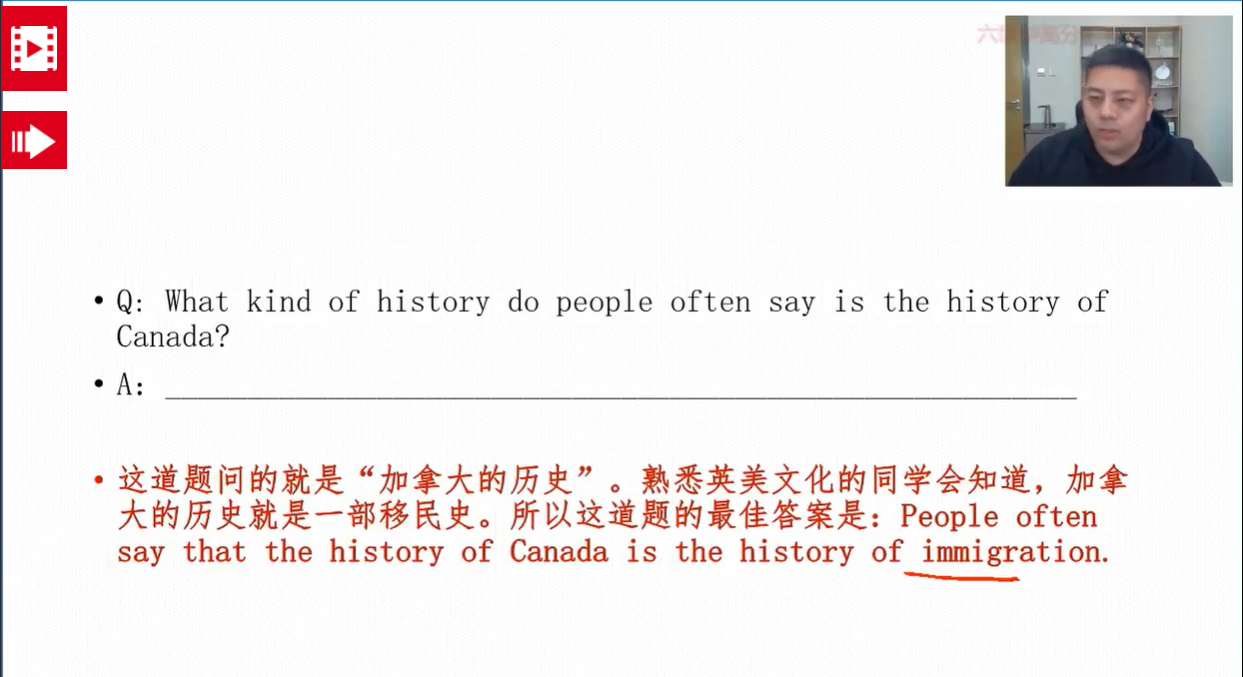 • Q: What kind of history do people often say is the history of
Canada?
• A: ________________________________________________________
• 这道题问的就是“加拿大的历史”。熟悉英美文化的同学会知道，加拿
大的历史就是一部移民史。所以这道题的最佳答案是：People often
say that the history of Canada is the history of immigration.